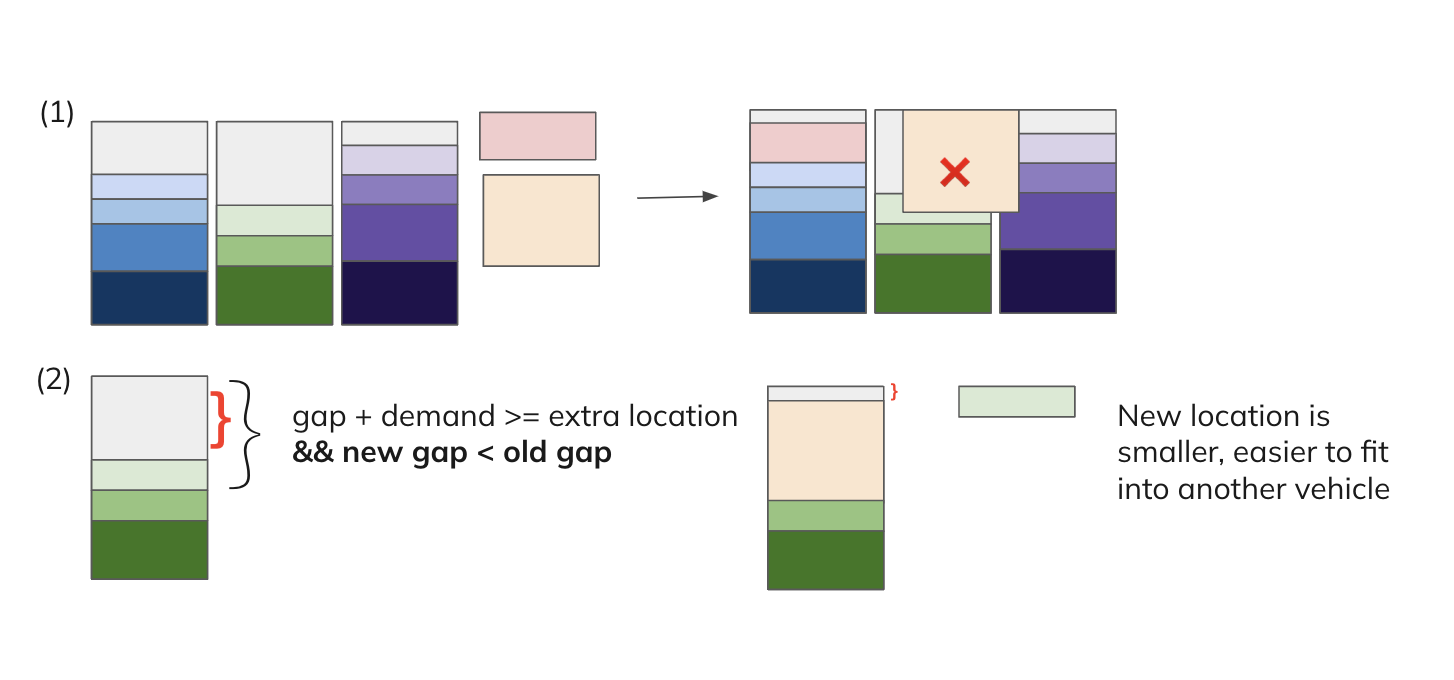 (1)
(2)
gap + demand >= extra location
&& new gap < old gap
New location is
smaller, easier to fit
into another vehicle